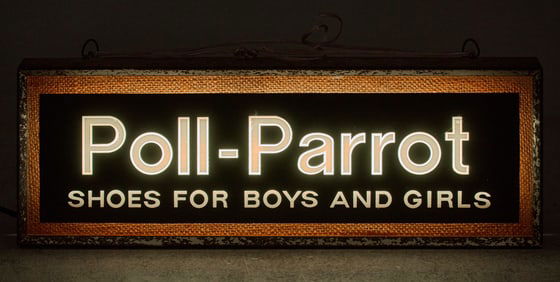 Poll-Parrot
SHOES FOR BOYS AND GIRLS